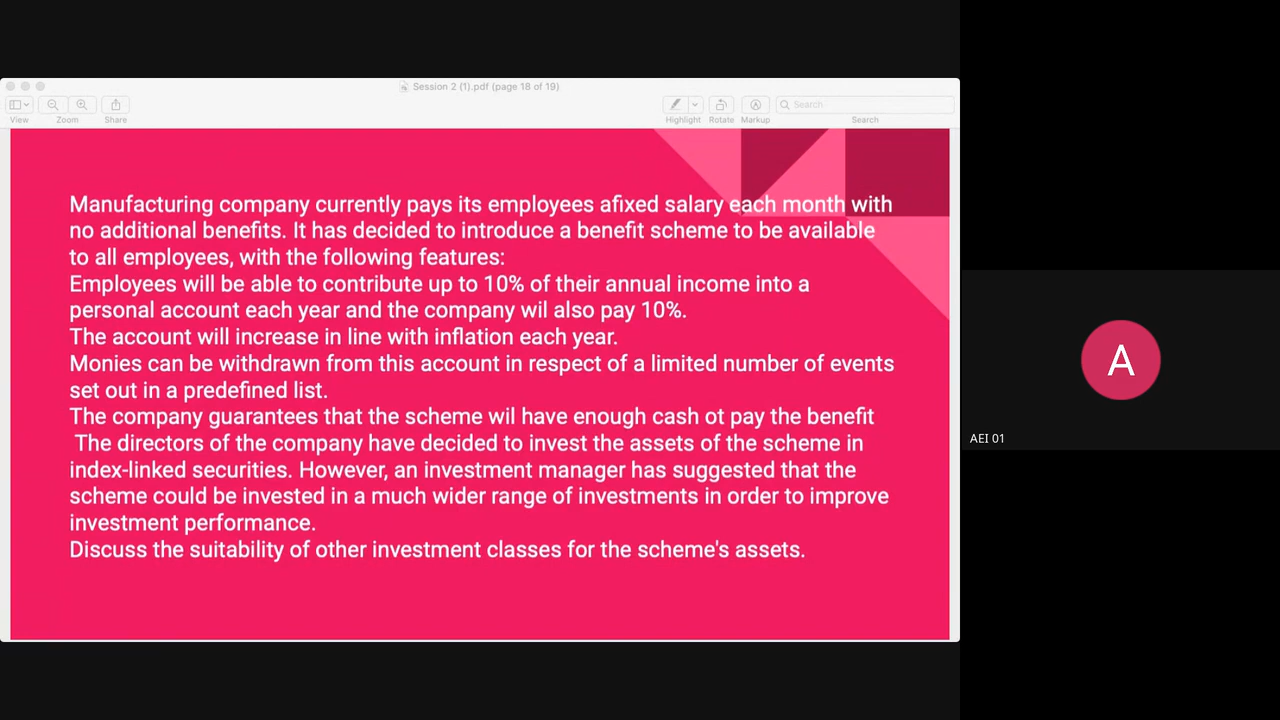 Session 2 (1).pdf (page 18 of 19)
View
Zoom
Share
Highlight
Rotate
Markup
Search
Search
Manufacturing company currently pays its employees afixed salary each month with
no additional benefits. It has decided to introduce a benefit scheme to be available
to all employees, with the following features:
Employees will be able to contribute up to 10% of their annual income into a
personal account each year and the company wil also pay 10%.
The account will increase in line with inflation each year.
Monies can be withdrawn from this account in respect of a limited number of events
set out in a predefined list.
The company guarantees that the scheme wil have enough cash ot pay the benefit
The directors of the company have decided to invest the assets of the scheme in
index-linked securities. However, an investment manager has suggested that the
scheme could be invested in a much wider range of investments in order to improve
investment performance.
Discuss the suitability of other investment classes for the scheme's assets.
A
AEI 01